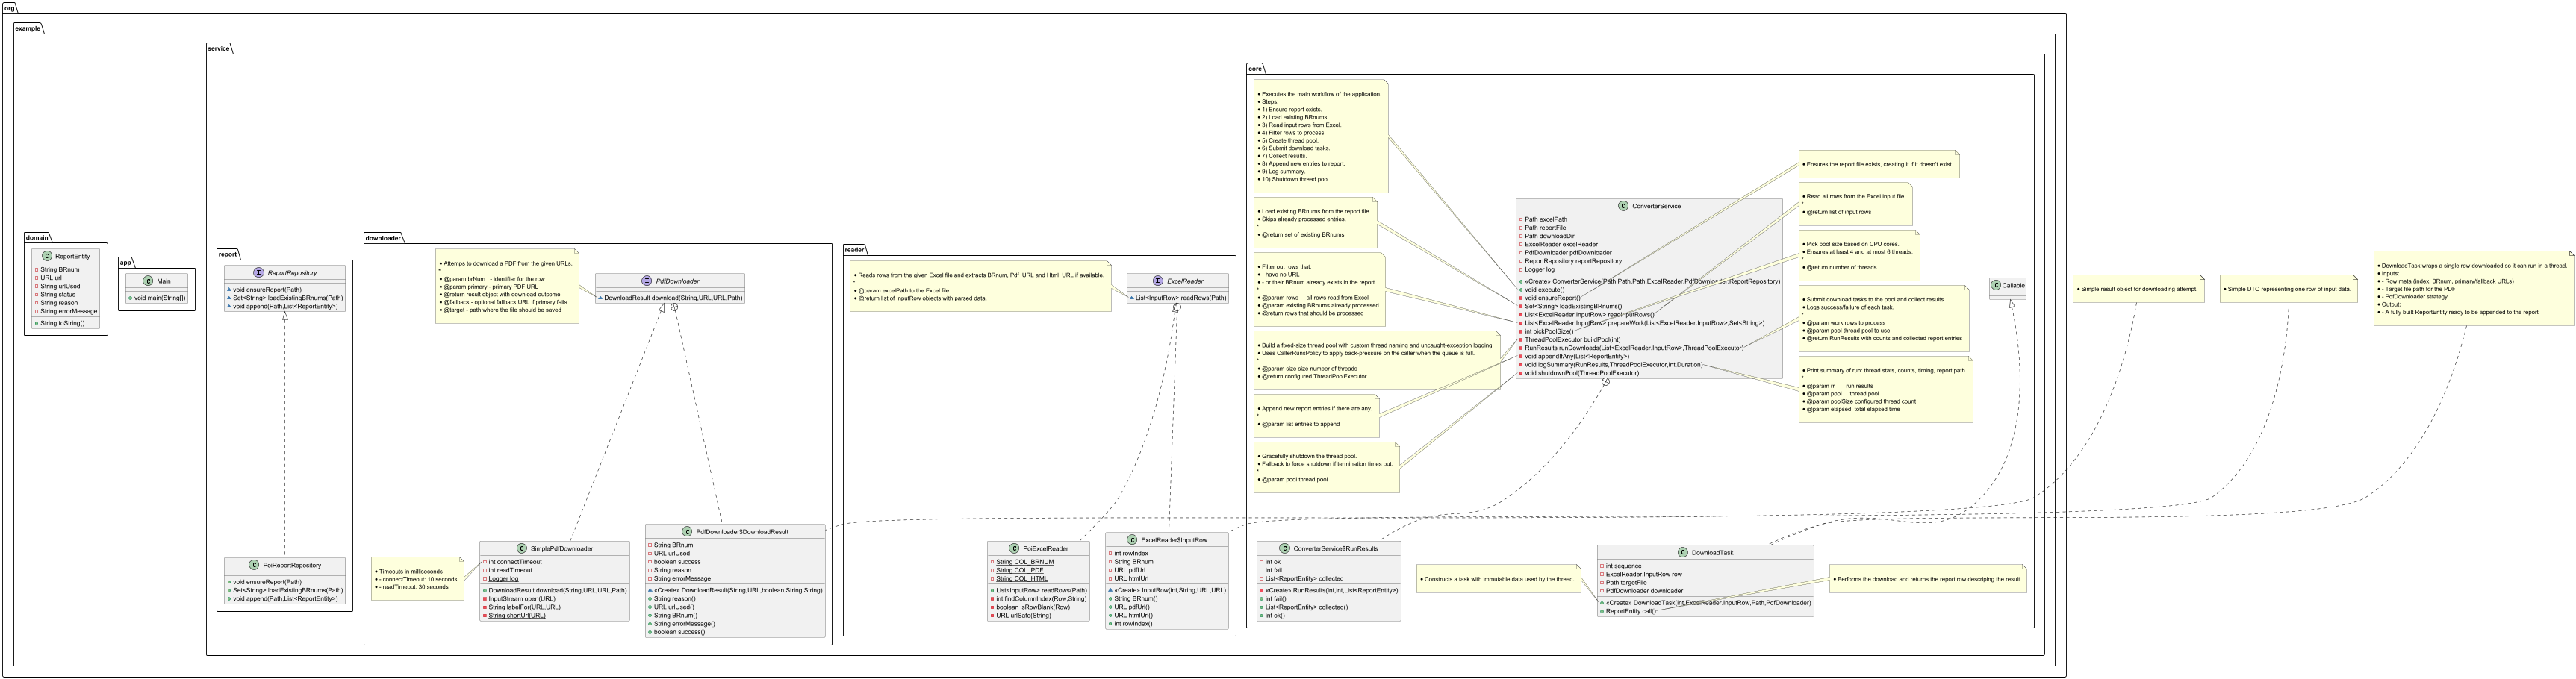 org
example
service
core
• Executes the main workflow of the application.
• Steps:
• 1) Ensure report exists.
• 2) Load existing BRnums.
• 3) Read input rows from Excel.
• 4) Filter rows to process.
• 5) Create thread pool.
• 6) Submit download tasks.
• 7) Collect results.
• 8) Append new entries to report.
• 9) Log summary.
• 10) Shutdown thread pool.
• Load existing BRnums from the report file.
• Skips already processed entries.
*
• @return set of existing BRnums
• Filter out rows that:
• - have no URL
• - or their BRnum already exists in the report
*
• @param rows     all rows read from Excel
• @param existing BRnums already processed
• @return rows that should be processed
• Build a fixed-size thread pool with custom thread naming and uncaught-exception logging.
• Uses CallerRunsPolicy to apply back-pressure on the caller when the queue is full.
*
• @param size size number of threads
• @return configured ThreadPoolExecutor
• Append new report entries if there are any.
*
• @param list entries to append
• Gracefully shutdown the thread pool.
• Fallback to force shutdown if termination times out.
*
• @param pool thread pool
C ConverterService
Path excelPath
Path reportFile
Path downloadDir
ExcelReader excelReader
PdfDownloader pdfDownloader
ReportRepository reportRepository
Logger log
«Create» ConverterService(Path,Path,Path,ExcelReader,PdfDownloader,ReportRepository)
void execute()
void ensureReport()
Set<String> loadExistingBRnums()
List<ExcelReader.InputRow> readInputRows()
List<ExcelReader.InputRow> prepareWork(List<ExcelReader.InputRow>,Set<String>)
int pickPoolSize()
ThreadPoolExecutor buildPool(int)
RunResults runDownloads(List<ExcelReader.InputRow>,ThreadPoolExecutor)
void appendIfAny(List<ReportEntity>)
void logSummary(RunResults,ThreadPoolExecutor,int,Duration)
void shutdownPool(ThreadPoolExecutor)
• Ensures the report file exists, creating it if it doesn't exist.
• Read all rows from the Excel input file.
*
• @return list of input rows
• Pick pool size based on CPU cores.
• Ensures at least 4 and at most 6 threads.
*
• @return number of threads
• Submit download tasks to the pool and collect results.
• Logs success/failure of each task.
*
• @param work rows to process
• @param pool thread pool to use
• @return RunResults with counts and collected report entries
• Print summary of run: thread stats, counts, timing, report path.
*
• @param rr       run results
• @param pool     thread pool
• @param poolSize configured thread count
• @param elapsed  total elapsed time
C Callable
• Simple result object for downloading attempt.
• Simple DTO representing one row of input data.
• DownloadTask wraps a single row downloaded so it can run in a thread.
• Inputs:
• - Row meta (index, BRnum, primary/fallback URLs)
• - Target file path for the PDF
• - PdfDownloader strategy
• Output:
• - A fully built ReportEntity ready to be appended to the report
domain
C ReportEntity
String BRnum
URL url
String urlUsed
String status
String reason
String errorMessage
String toString()
app
C Main
void main(String[])
report
I ReportRepository
void ensureReport(Path)
Set<String> loadExistingBRnums(Path)
void append(Path,List<ReportEntity>)
downloader
• Attemps to download a PDF from the given URLs.
*
• @param brNum   - identifier for the row
• @param primary - primary PDF URL
• @return result object with download outcome
• @fallback - optional fallback URL if primary fails
• @target - path where the file should be saved
I PdfDownloader
DownloadResult download(String,URL,URL,Path)
reader
• Reads rows from the given Excel file and extracts BRnum, Pdf_URL and Html_URL if available.
*
• @param excelPath to the Excel file.
• @return list of InputRow objects with parsed data.
I ExcelReader
List<InputRow> readRows(Path)
C PoiReportRepository
void ensureReport(Path)
Set<String> loadExistingBRnums(Path)
void append(Path,List<ReportEntity>)
• Timeouts in milliseconds
• - connectTimeout: 10 seconds
• - readTimeout: 30 seconds
C SimplePdfDownloader
int connectTimeout
int readTimeout
Logger log
DownloadResult download(String,URL,URL,Path)
InputStream open(URL)
String labelFor(URL,URL)
String shortUrl(URL)
C PdfDownloader$DownloadResult
String BRnum
URL urlUsed
boolean success
String reason
String errorMessage
«Create» DownloadResult(String,URL,boolean,String,String)
String reason()
URL urlUsed()
String BRnum()
String errorMessage()
boolean success()
C PoiExcelReader
String COL_BRNUM
String COL_PDF
String COL_HTML
List<InputRow> readRows(Path)
int findColumnIndex(Row,String)
boolean isRowBlank(Row)
URL urlSafe(String)
C ExcelReader$InputRow
int rowIndex
String BRnum
URL pdfUrl
URL htmlUrl
«Create» InputRow(int,String,URL,URL)
String BRnum()
URL pdfUrl()
URL htmlUrl()
int rowIndex()
C ConverterService$RunResults
int ok
int fail
List<ReportEntity> collected
«Create» RunResults(int,int,List<ReportEntity>)
int fail()
List<ReportEntity> collected()
int ok()
• Constructs a task with immutable data used by the thread.
C DownloadTask
int sequence
ExcelReader.InputRow row
Path targetFile
PdfDownloader downloader
«Create» DownloadTask(int,ExcelReader.InputRow,Path,PdfDownloader)
ReportEntity call()
• Performs the download and returns the report row descriping the result